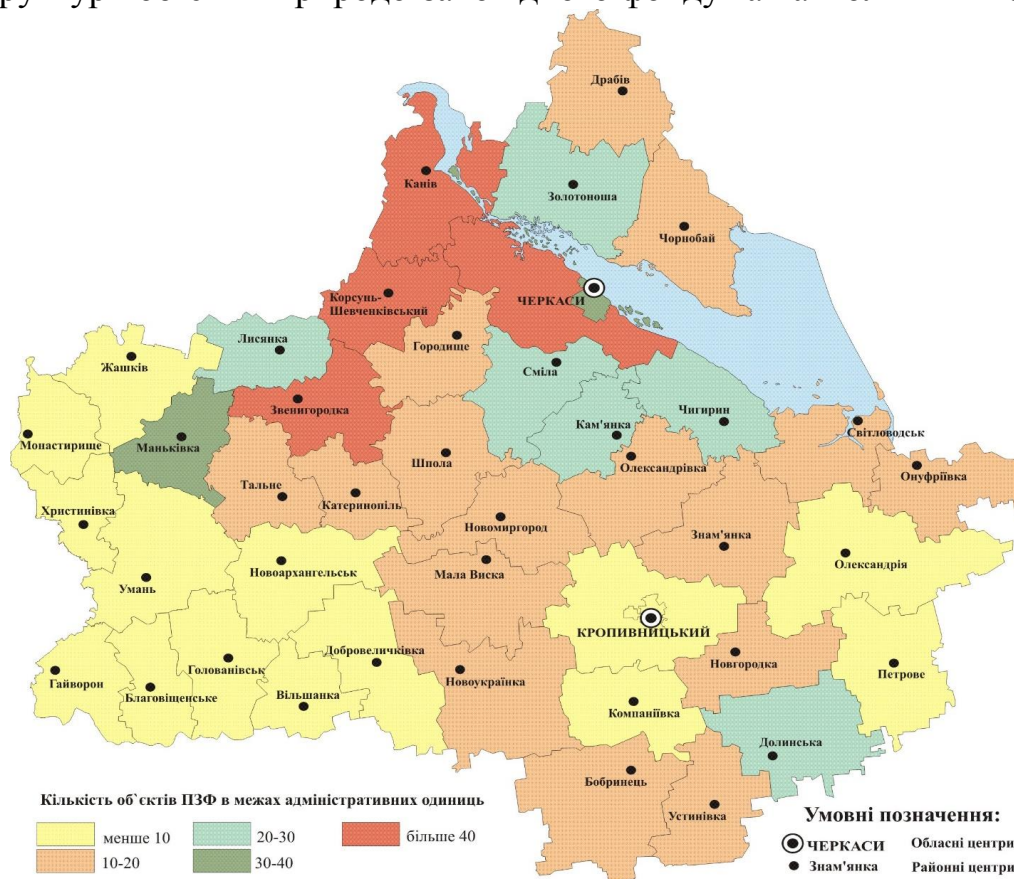 Драбів
Канів
Золотоноша
Чорнобай
Корсунь-
Шевченківський
ЧЕРКАСИ
Лисянка
Городище
Жашків
Сміла
Звенигородка
Чигирин
Кам'янка
Маньківка
Монастирище
Світловодськ
Шпола
Олександрівка
Онуфріївка
Тальне
Катеринопіль
Христинівка
Новомиргород
Знам'янка
Новоархангельськ
Мала Виска
Олександрія
Умань
КРОПИВНИЦЬКИЙ
Добровеличківка
Голованівськ
Новгородка
Гайворон
Благовіщенське
Вільшанка
Новоукраїнка
Петрове
Компаніївка
Долинська
Бобринець
Устинівка
Кількість об`єктів ПЗФ в межах адміністративних одиниць
менше 10
20-30
більше 40
10-20
30-40
Умовні позначення:
ЧЕРКАСИ Обласні центри
Знам'янка Районні центри